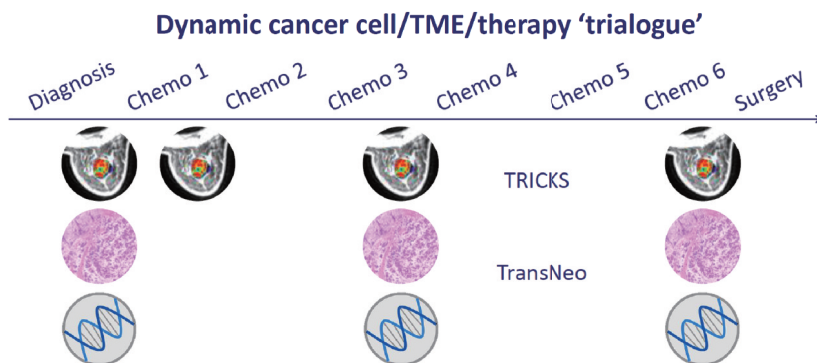 Dynamic cancer cell/TME/therapy ‘trialogue’
Diagnosis
Chemo 1
Chemo 2
Chemo 3
Chemo 4
Chemo 5
Chemo 6
Surgery
TRICKS
TransNeo